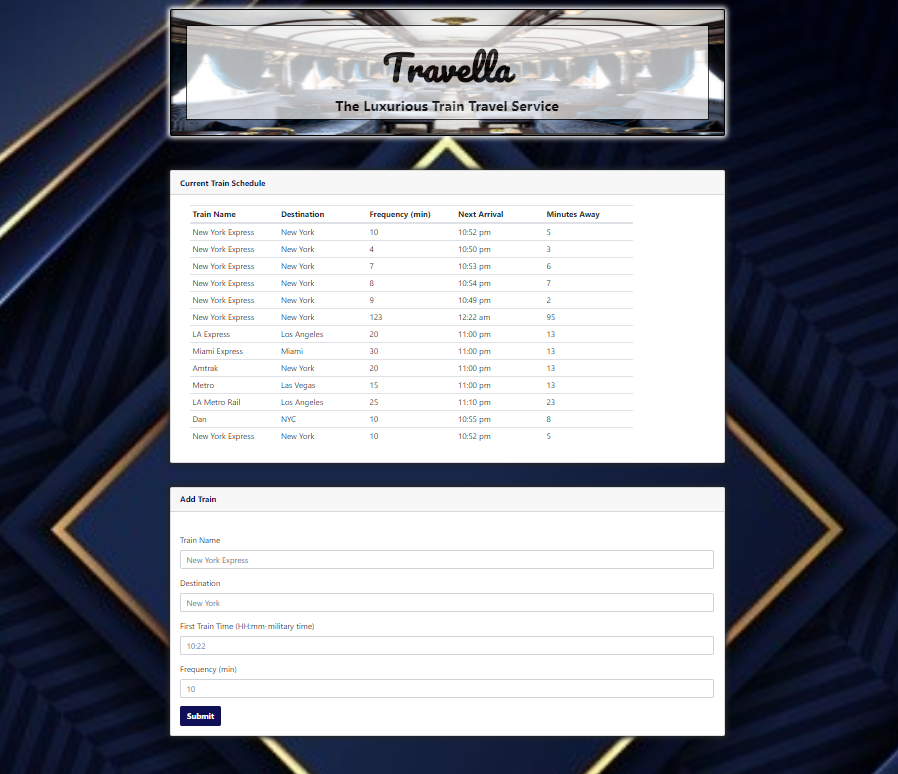 Travella
The Luxurious Train Travel Service
Current Train Schedule
Train Name Destination Frequency (min) Next Arrival Minutes Away
New York Express New York 10 10:52 pm 5
New York Express New York 4 10:50 pm 3
New York Express New York 7 10:53 pm 6
New York Express New York 8 10:54 pm 7
New York Express New York 9 10:49 pm 2
New York Express New York 123 12:22 am 95
LA Express Los Angeles 20 11:00 pm 13
Miami Express Miami 30 11:00 pm 13
Amtrak New York 20 11:00 pm 13
Metro Las Vegas 15 11:00 pm 13
LA Metro Rail Los Angeles 25 11:10 pm 23
Dan NYC 10 10:55 pm 8
New York Express New York 10 10:52 pm 5
Add Train
Train Name
New York Express
Destination
New York
First Train Time (HH:mm-military time)
10:22
Frequency (min)
10
Submit